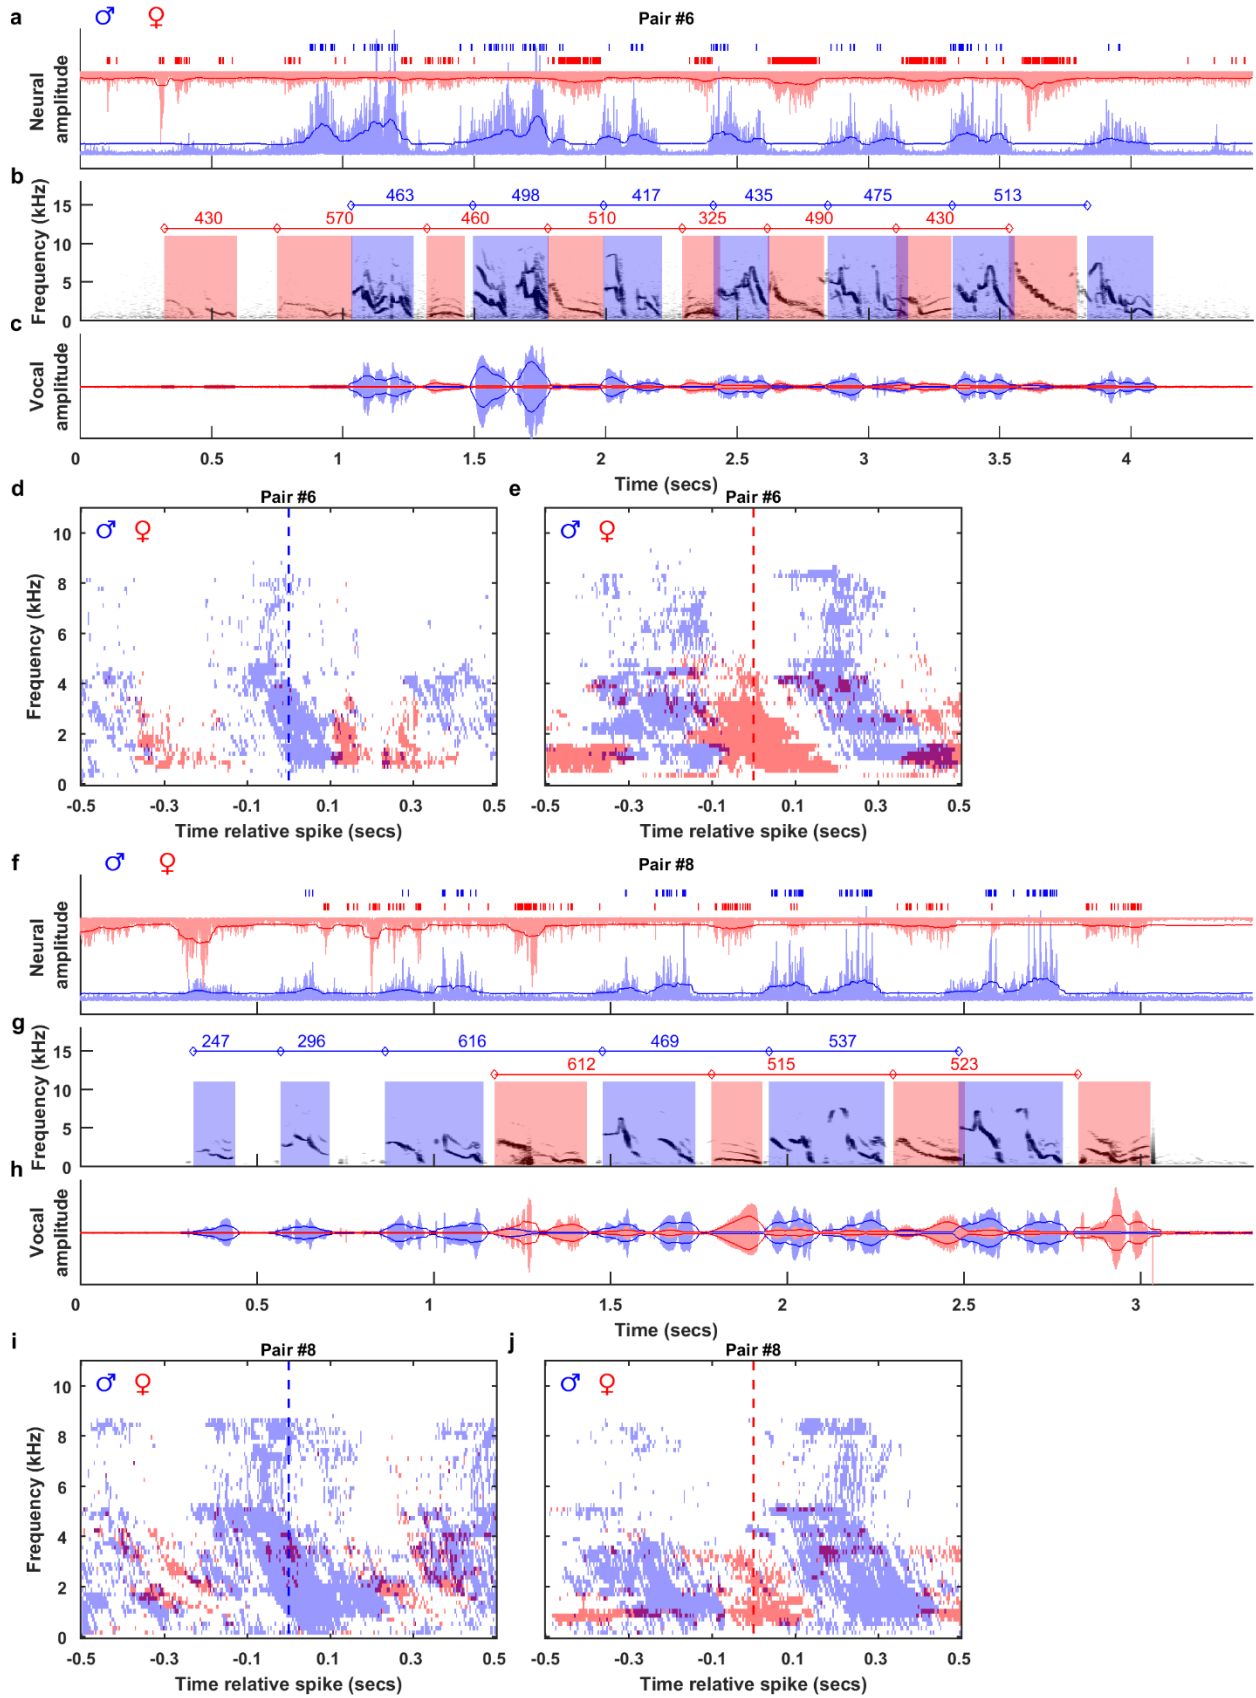 a ♂ ♀ Pair #6
Neural amplitude
b
Frequency (kHz)
15
10
5
0
463 498 417 435 475 513
430 570 460 510 325 490 430
c
Vocal amplitude
0 0.5 1 1.5 2 2.5 3 3.5 4
Time (secs)
d Pair #6
♂ ♀
Frequency (kHz)
10
8
6
4
2
0
-0.5 -0.3 -0.1 0.1 0.3 0.5
Time relative spike (secs)
e Pair #6
♂ ♀
-0.5 -0.3 -0.1 0.1 0.3 0.5
Time relative spike (secs)
f ♂ ♀ Pair #8
Neural amplitude
g
Frequency (kHz)
15
10
5
0
247 296 616 469 537
612 515 523
h
Vocal amplitude
0 0.5 1 1.5 2 2.5 3
Time (secs)
i Pair #8
♂ ♀
Frequency (kHz)
10
8
6
4
2
0
-0.5 -0.3 -0.1 0.1 0.3 0.5
Time relative spike (secs)
j Pair #8
♂ ♀
-0.5 -0.3 -0.1 0.1 0.3 0.5
Time relative spike (secs)